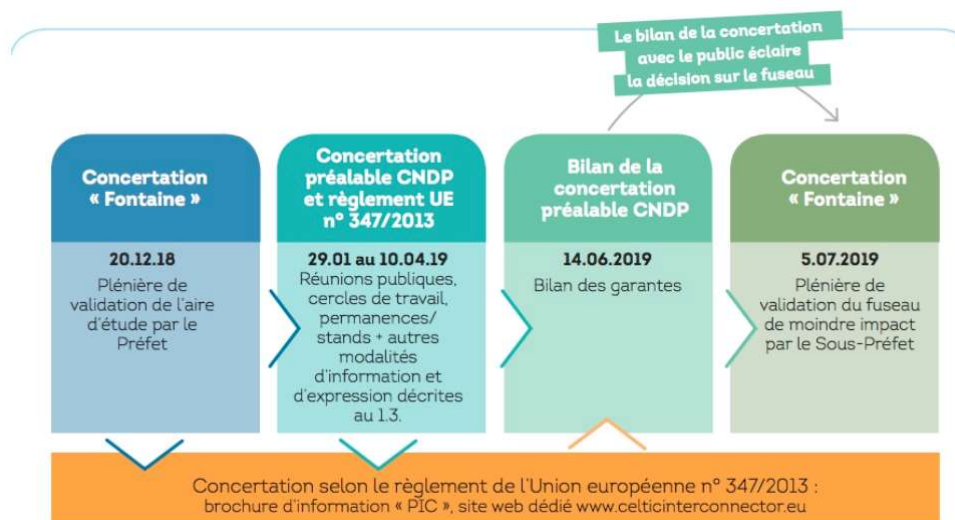 Le bilan de la concertation
avec le public éclaire
la décision sur le fuseau
Concertation
« Fontaine »
20.12.18
Plénière de
validation de l'aire
d'étude par le
Préfet
Concertation
préalable CNDP
et règlement UE
n° 347/2013
29.01 au 10.04.19
Réunions publiques,
cercles de travail,
permanences/
stands + autres
modalités
d'information et
d'expression décrites
au 1.3.
Bilan de la
concertation
préalable CNDP
14.06.2019
Bilan des garantes
Concertation
« Fontaine »
5.07.2019
Plénière de
validation du fuseau
de moindre impact
par le Sous-Préfet
Concertation selon le règlement de l'Union européenne n° 347/2013 :
brochure d'information « PIC », site web dédié www.celticinterconnector.eu